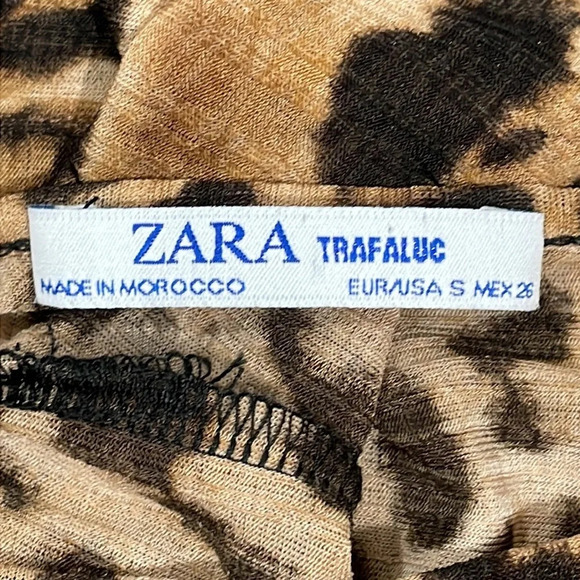 ZARA TRAFALUC
MADE IN MOROCCO EUR/USA S MEX 26